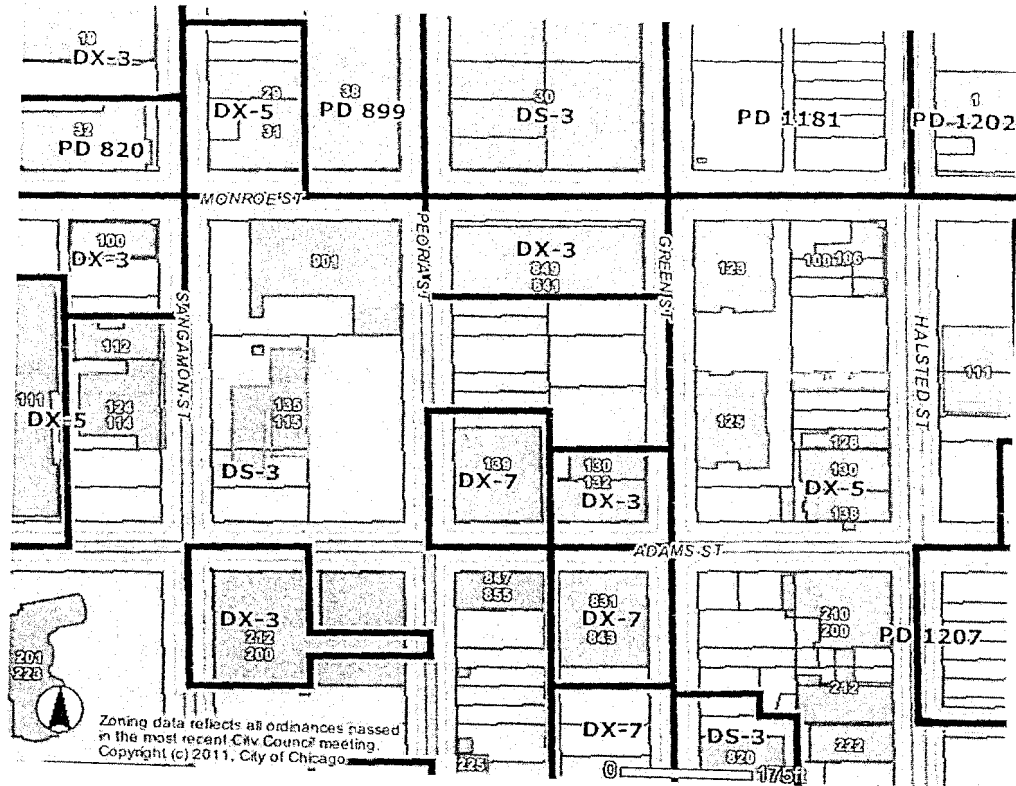 18
DX-3
32
PD 820
DX-5
29
31
38
PD 899
30
DS-3
PD 1181
1
PD-1202
MONROE ST
100
DX-3
901
PEORIA ST
DX-3
849
841
GREEN ST
123
106
SANGAMON ST
HALSTED ST
112
111
DX-5
124
114
135
115
DS-3
139
DX-7
130
132
DX-3
125
128
130
DX-5
138
111
ADAMS ST
DX-3
212
200
847
855
831
DX-7
843
210
200
PD 1207
201
223
212
DX-7
DS-3
820
222
225
Zoning data reflects all ordinances passed
in the most recent City Council meeting.
Copyright (c) 2011, City of Chicago
0 175ft